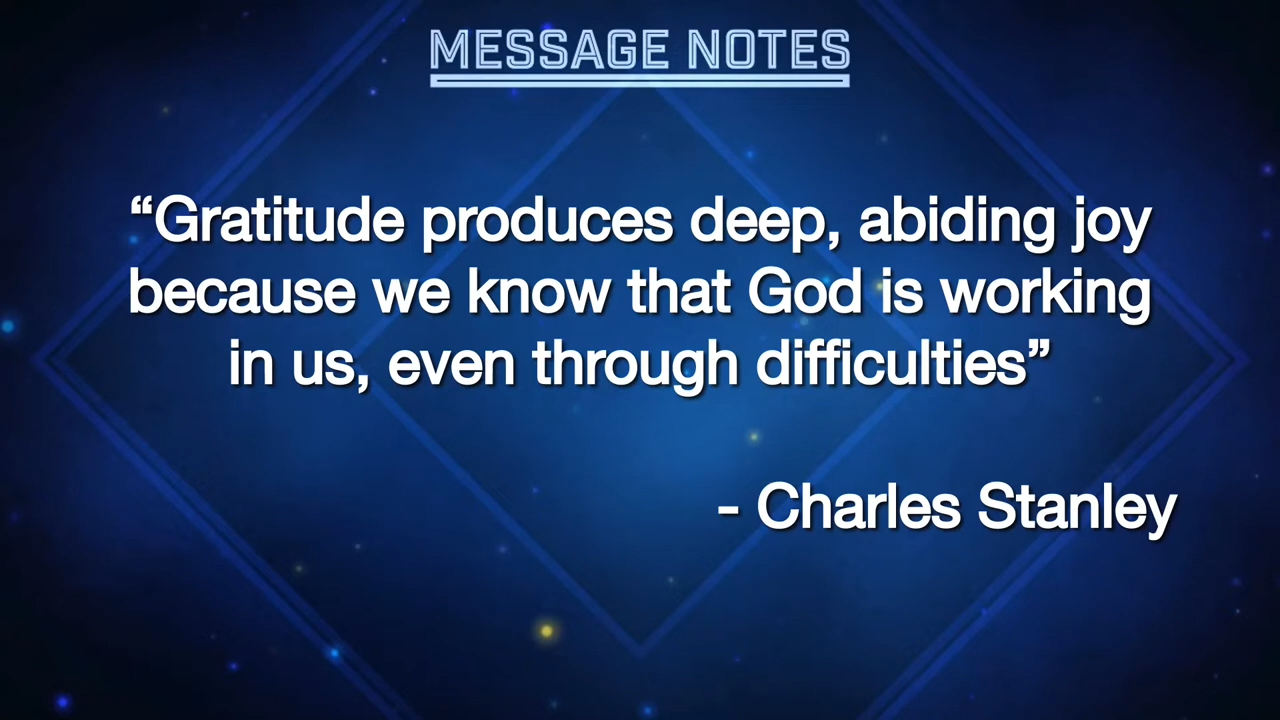 MESSAGE NOTES
“Gratitude produces deep, abiding joy
because we know that God is working
in us, even through difficulties”
- Charles Stanley